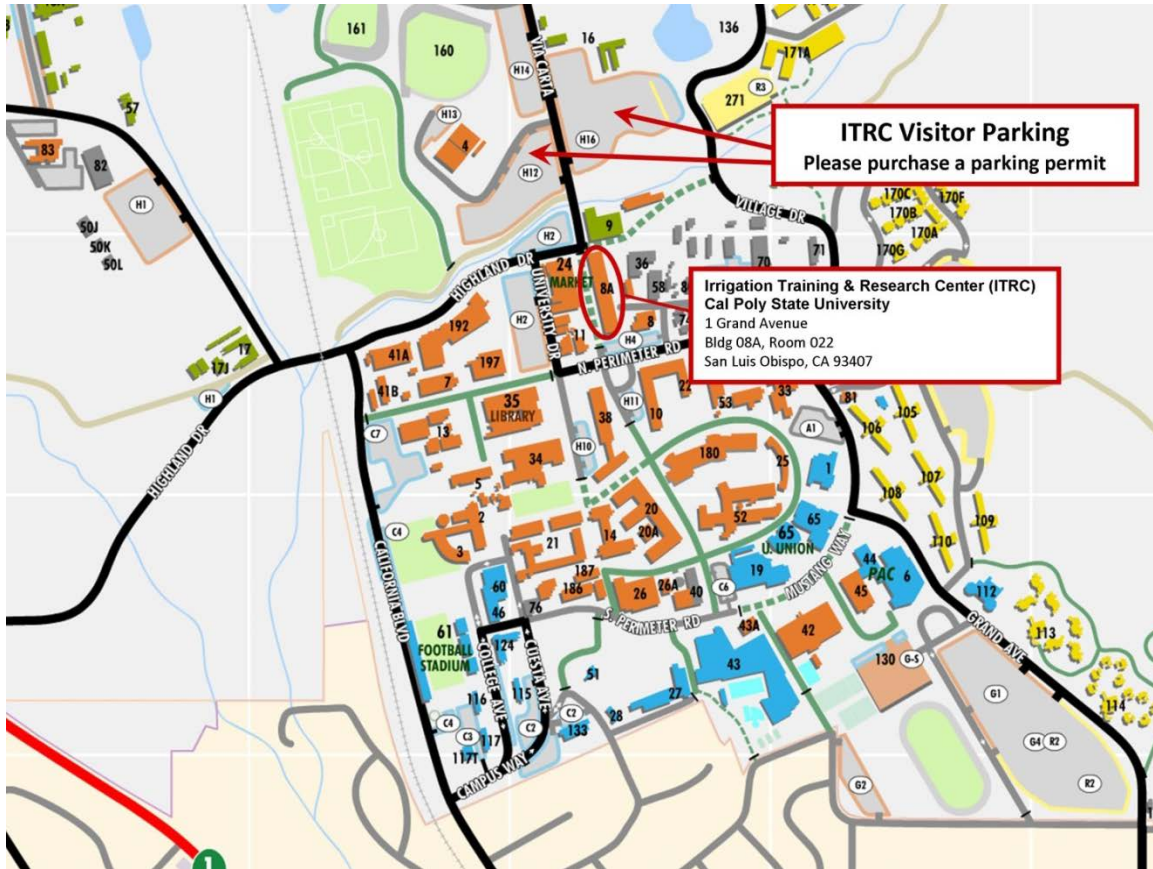 161
160
16
136
171A
H14
VIA CARTA
271
R3
57
H13
4
83
82
H16
H12
ITRC Visitor Parking
Please purchase a parking permit
H1
50J
50K
50L
170C
170F
170B
170A
170G
VILLAGE DR
9
H2
71
HIGHLAND DR
UNIVERSITY DR
24
MARKET
8A
36
58
70
Irrigation Training & Research Center (ITRC)
Cal Poly State University
1 Grand Avenue
Bldg 08A, Room 022
San Luis Obispo, CA 93407
192
H2
11
8
H4
74
N. PERIMETER RD
17
17J
H1
41A
197
7
41B
35
LIBRARY
38
H11
10
22
53
33
81
105
106
A1
C7
13
H10
34
180
25
1
107
108
HIGHLAND DR
5
2
20
20A
52
65
65
U. UNION
109
110
C4
3
21
14
CALIFORNIA BLVD
60
187
186
19
MUSTANG WAY
44
PAC
6
26
26A
40
C6
45
112
46
76
S. PERIMETER RD
43A
42
GRAND AVE
113
61
FOOTBALL
STADIUM
124
COLLEGE AVE
CUESTA AVE
43
130
G-S
51
G1
116
115
27
114
C4
C3
117
C2
C2
133
28
G4
R2
117T
CAMPUS WAY
G2
R2
1